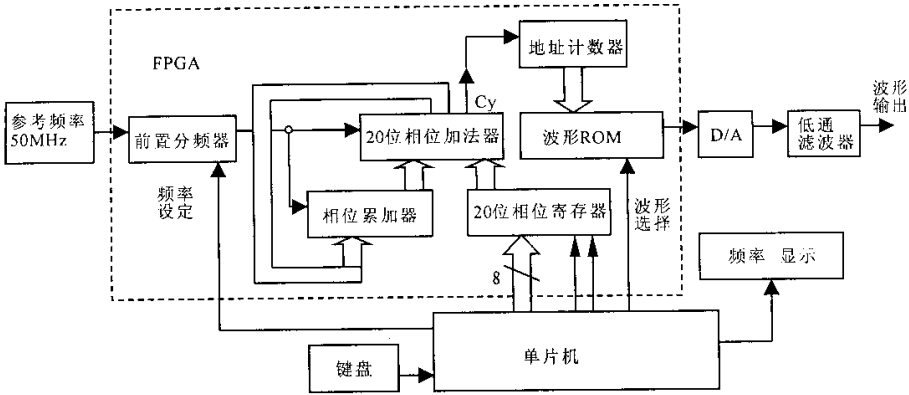 FPGA
地址计数器
波形
输出
参考频率
50MHz
前置分频器
Cy
20位相位加法器
波形ROM
D/A
低通
滤波器
频率
设定
相位累加器
20位相位寄存器
波形
选择
频率 显示
8
单片机
键盘